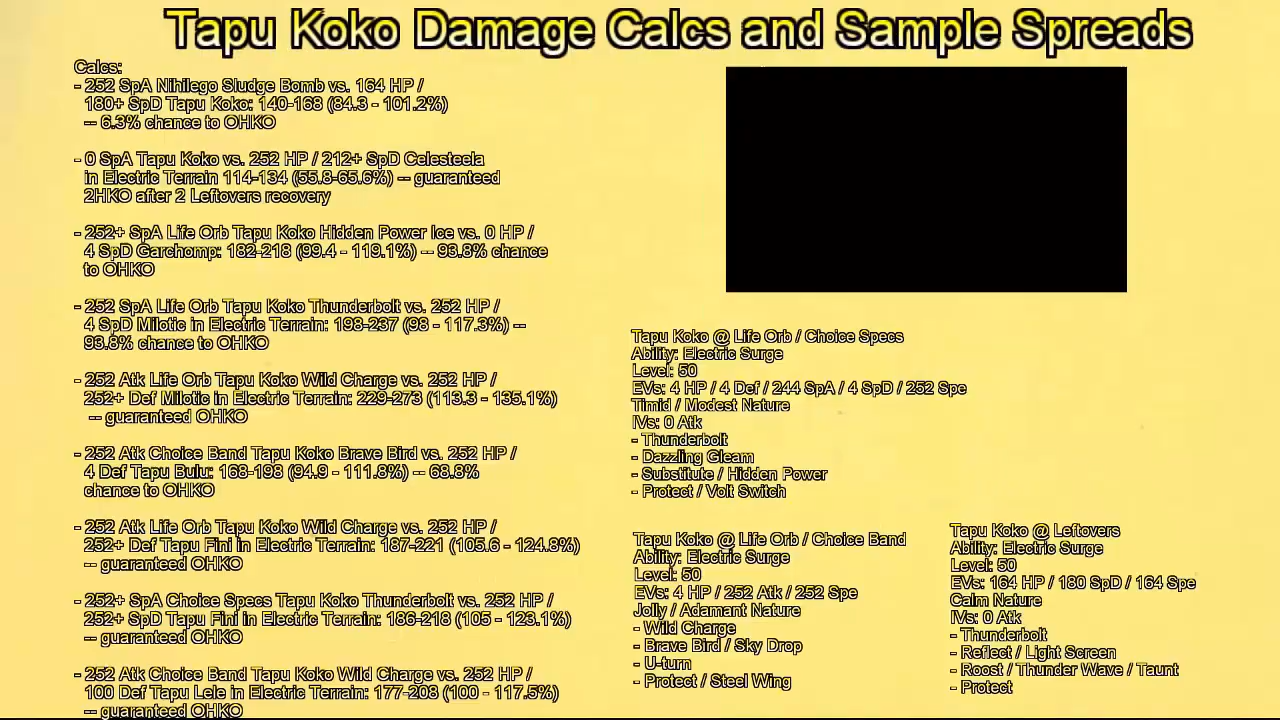 Tapu Koko Damage Calcs and Sample Spreads
Calcs:
- 252 SpA Nihilego Sludge Bomb vs. 164 HP /
180+ SpD Tapu Koko: 140-168 (84.3 - 101.2%)
-- 6.3% chance to OHKO
- 0 SpA Tapu Koko vs. 252 HP / 212+ SpD Celesteela
in Electric Terrain 114-134 (55.8-65.6%) -- guaranteed
2HKO after 2 Leftovers recovery
- 252+ SpA Life Orb Tapu Koko Hidden Power Ice vs. 0 HP /
4 SpD Garchomp: 182-218 (99.4 - 119.1%) -- 93.8% chance
to OHKO
- 252 SpA Life Orb Tapu Koko Thunderbolt vs. 252 HP /
4 SpD Milotic in Electric Terrain: 198-237 (98 - 117.3%) --
93.8% chance to OHKO
- 252 Atk Life Orb Tapu Koko Wild Charge vs. 252 HP /
252+ Def Milotic in Electric Terrain: 229-273 (113.3 - 135.1%)
-- guaranteed OHKO
- 252 Atk Choice Band Tapu Koko Brave Bird vs. 252 HP /
4 Def Tapu Bulu: 168-198 (94.9 - 111.8%) -- 68.8%
chance to OHKO
- 252 Atk Life Orb Tapu Koko Wild Charge vs. 252 HP /
252+ Def Tapu Fini in Electric Terrain: 187-221 (105.6 - 124.8%)
-- guaranteed OHKO
- 252+ SpA Choice Specs Tapu Koko Thunderbolt vs. 252 HP /
252+ SpD Tapu Fini in Electric Terrain: 186-218 (105 - 123.1%)
-- guaranteed OHKO
- 252 Atk Choice Band Tapu Koko Wild Charge vs. 252 HP /
100 Def Tapu Lele in Electric Terrain: 177-208 (100 - 117.5%)
-- guaranteed OHKO
Tapu Koko @ Life Orb / Choice Specs
Ability: Electric Surge
Level: 50
EVs: 4 HP / 4 Def / 244 SpA / 4 SpD / 252 Spe
Timid / Modest Nature
IVs: 0 Atk
- Thunderbolt
- Dazzling Gleam
- Substitute / Hidden Power
- Protect / Volt Switch
Tapu Koko @ Life Orb / Choice Band
Ability: Electric Surge
Level: 50
EVs: 4 HP / 252 Atk / 252 Spe
Jolly / Adamant Nature
- Wild Charge
- Brave Bird / Sky Drop
- U-turn
- Protect / Steel Wing
Tapu Koko @ Leftovers
Ability: Electric Surge
Level: 50
EVs: 164 HP / 180 SpD / 164 Spe
Calm Nature
IVs: 0 Atk
- Thunderbolt
- Reflect / Light Screen
- Roost / Thunder Wave / Taunt
- Protect